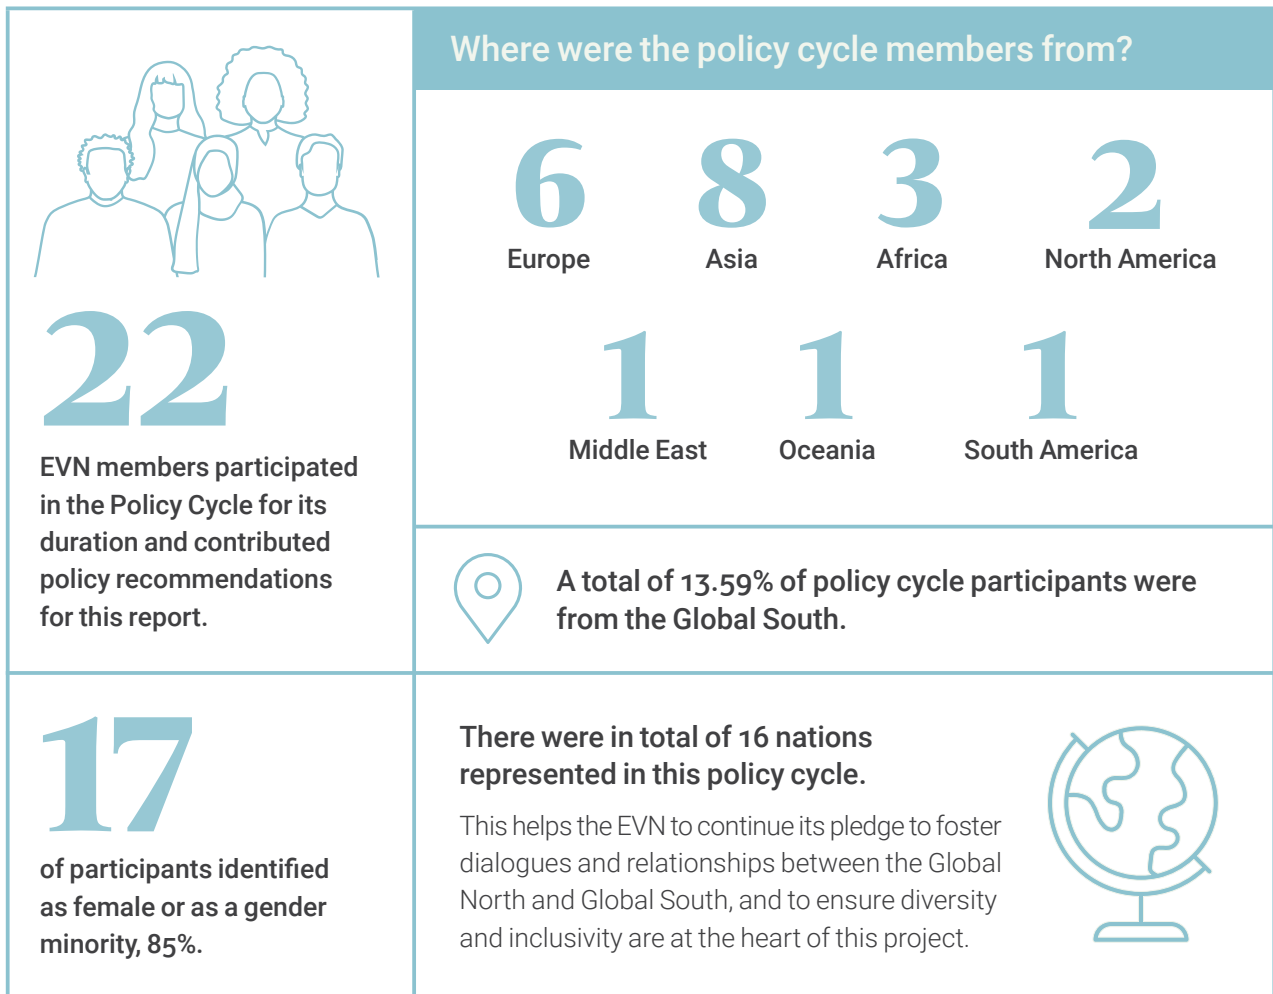 22
EVN members participated
in the Policy Cycle for its
duration and contributed
policy recommendations
for this report.
Where were the policy cycle members from?
6
Europe
8
Asia
3
Africa
2
North America
1
Middle East
1
Oceania
1
South America
A total of 13.59% of policy cycle participants were
from the Global South.
17
of participants identified
as female or as a gender
minority, 85%.
There were in total of 16 nations
represented in this policy cycle.
This helps the EVN to continue its pledge to foster
dialogues and relationships between the Global
North and Global South, and to ensure diversity
and inclusivity are at the heart of this project.